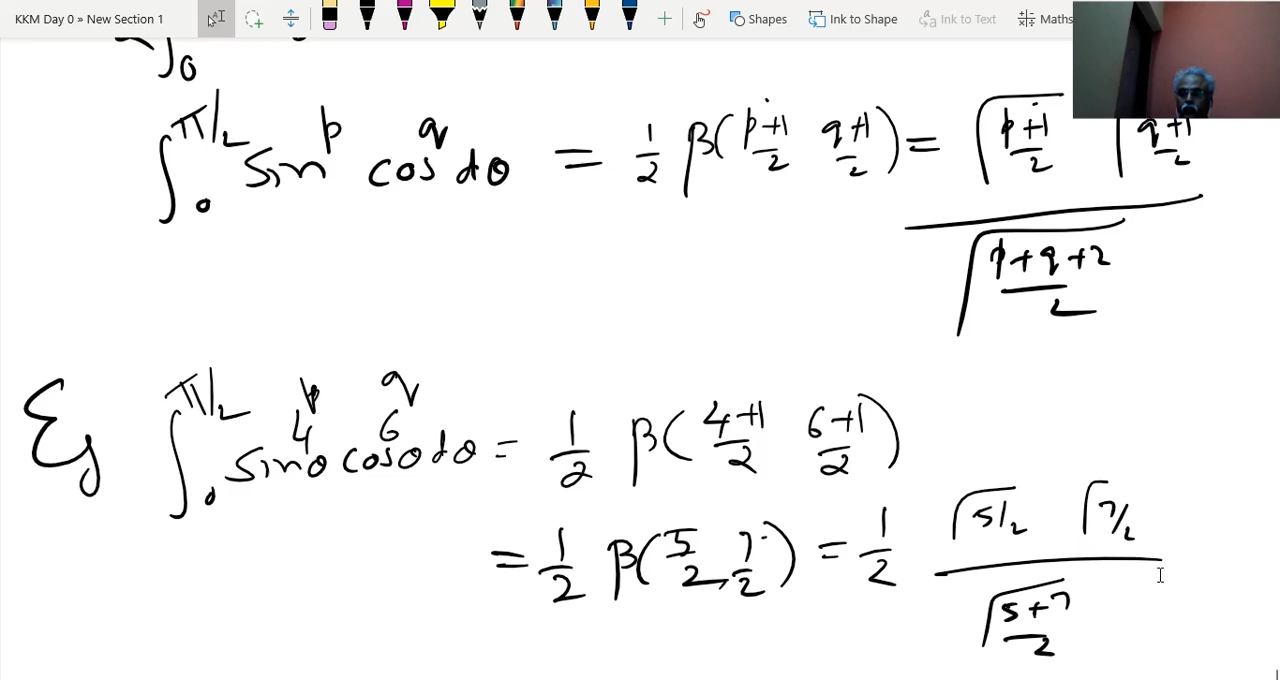 KKM Day 0 » New Section 1 Shapes Ink to Shape Ink to Text Maths
∫₀
∫₀^π/2 sin^p cos^q dθ = 1/2 β(p+1/2 q+1/2) = Γ(p+1/2) Γ(q+1/2) / Γ(p+q+2/2)
p q
Eg ∫₀^π/2 sin⁴θ cos⁶θ dθ = 1/2 β(4+1/2 6+1/2)
= 1/2 β(5/2, 7/2) = 1/2 Γ5/2 Γ7/2 / Γ(5+7/2)